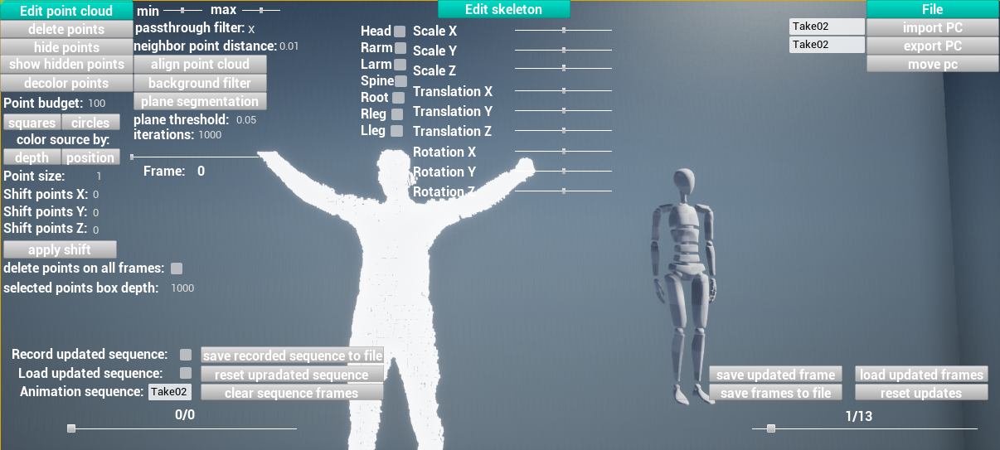 Edit point cloud
min
max
Edit skeleton
File
delete points
passthrough filter: x
Head
Scale X
Take02
import PC
hide points
neighbor point distance: 0.01
Rarm
Scale Y
Take02
export PC
show hidden points
align point cloud
Larm
Scale Z
move pc
decolor points
background filter
Spine
Translation X
Point budget: 100
plane segmentation
Root
Translation Y
squares
circles
plane threshold: 0.05
Rleg
Translation Z
color source by:
iterations: 1000
Lleg
Rotation X
depth
position
Frame: 0
Rotation Y
Point size: 1
Rotation Z
Shift points X: 0
Shift points Y: 0
Shift points Z: 0
apply shift
delete points on all frames:
selected points box depth: 1000
Record updated sequence:
save recorded sequence to file
Load updated sequence:
reset upradated sequence
save updated frame
load updated frames
Animation sequence: Take02
clear sequence frames
save frames to file
reset updates
0/0
1/13